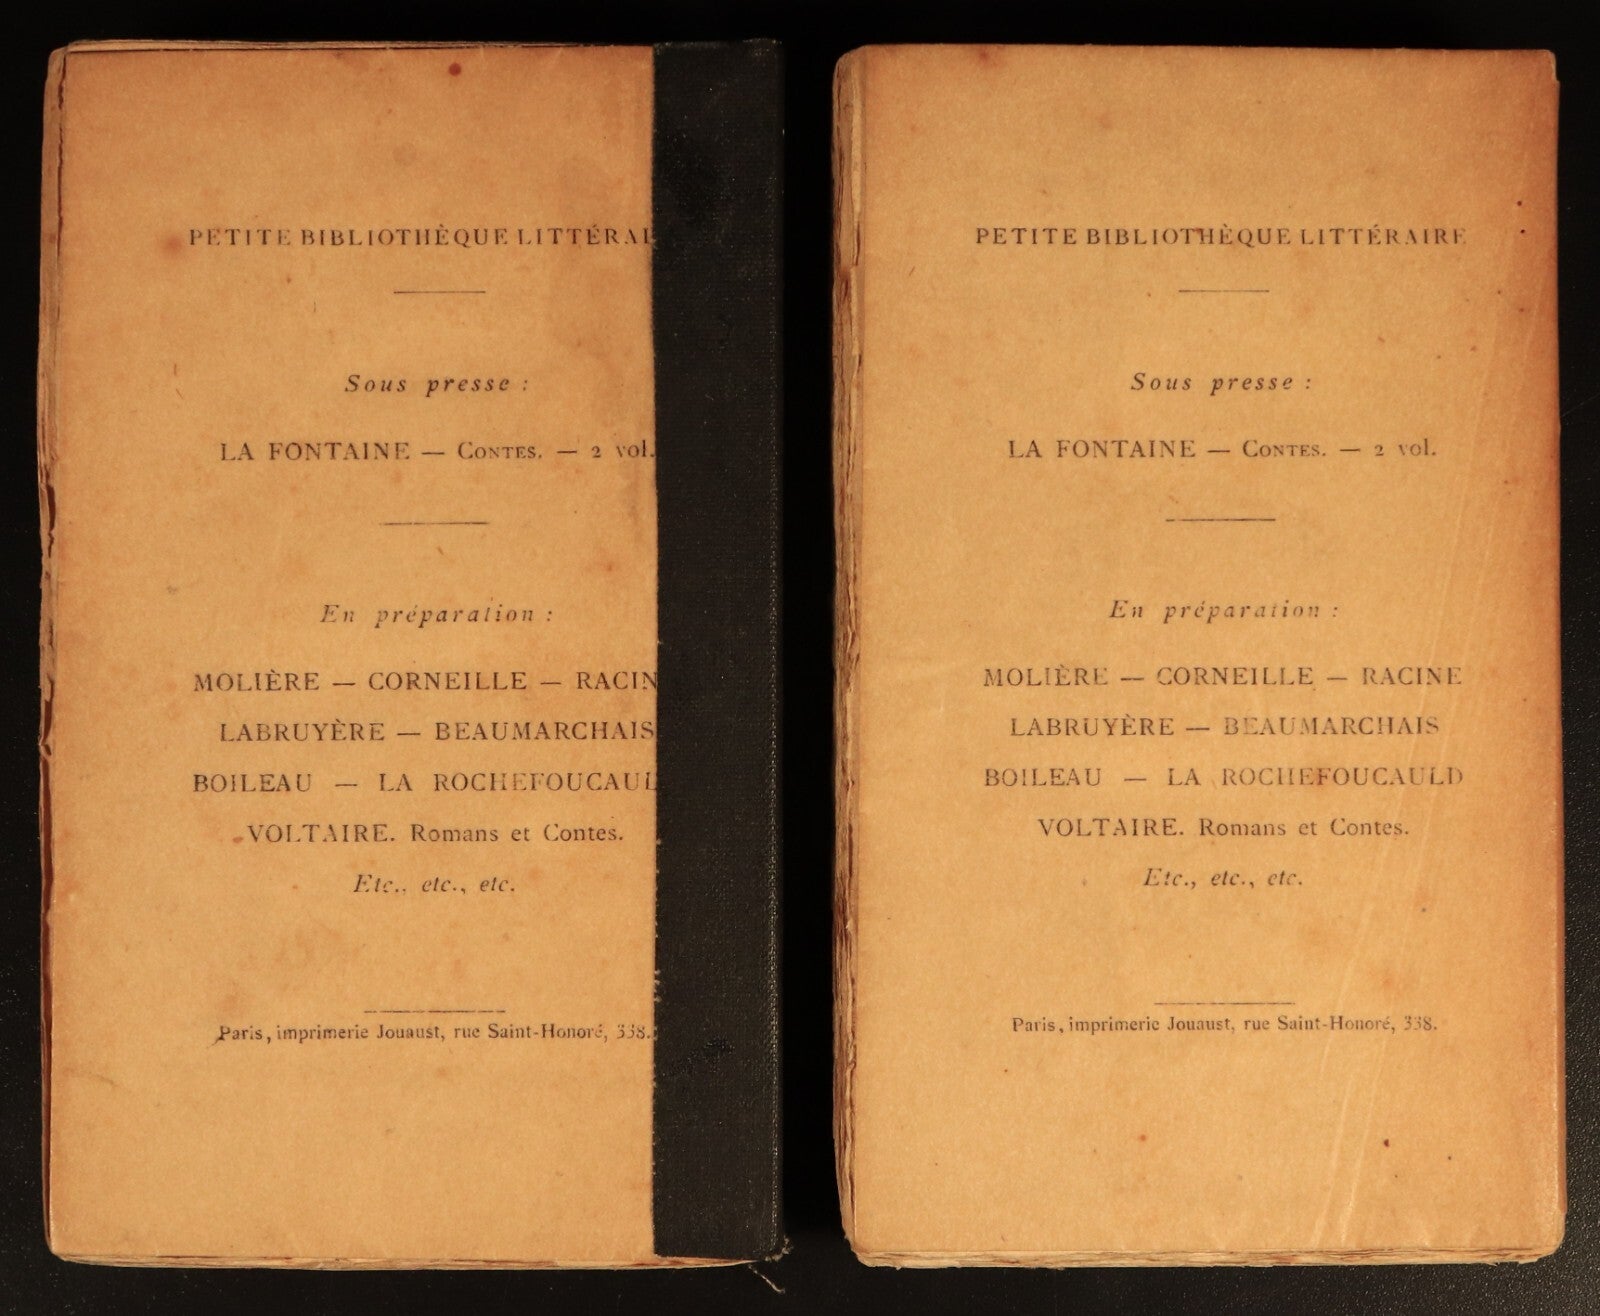 PETITE BIBLIOTHÈQUE LITTÉRAI
Sous presse :
LA FONTAINE — CONTES. — 2 vol.
En préparation :
MOLIÈRE — CORNEILLE — RACIN
LABRUYÈRE — BEAUMARCHAIS
BOILEAU — LA ROCHEFOUCAUL
VOLTAIRE. Romans et Contes.
Etc., etc., etc.
Paris, imprimerie Jouaust, rue Saint-Honoré, 338.
PETITE BIBLIOTHÈQUE LITTÉRAIRE
Sous presse :
LA FONTAINE — CONTES. — 2 vol.
En préparation :
MOLIÈRE — CORNEILLE — RACINE
LABRUYÈRE — BEAUMARCHAIS
BOILEAU — LA ROCHEFOUCAULD
VOLTAIRE. Romans et Contes.
Etc., etc., etc.
Paris, imprimerie Jouaust, rue Saint-Honoré, 338.